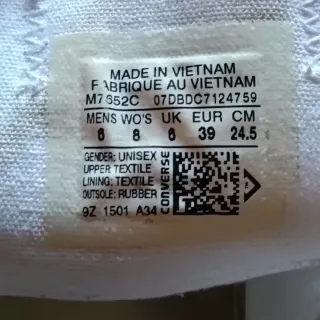 MADE IN VIETNAM
FABRIQUE AU VIETNAM
M7652C 07DBDC7124759
MENS WO'S UK EUR CM
6 8 6 39 24.5
GENDER: UNISEX
UPPER TEXTILE
LINING: TEXTILE
OUTSOLE: RUBBER
9Z 1501 A34
CONVERSE